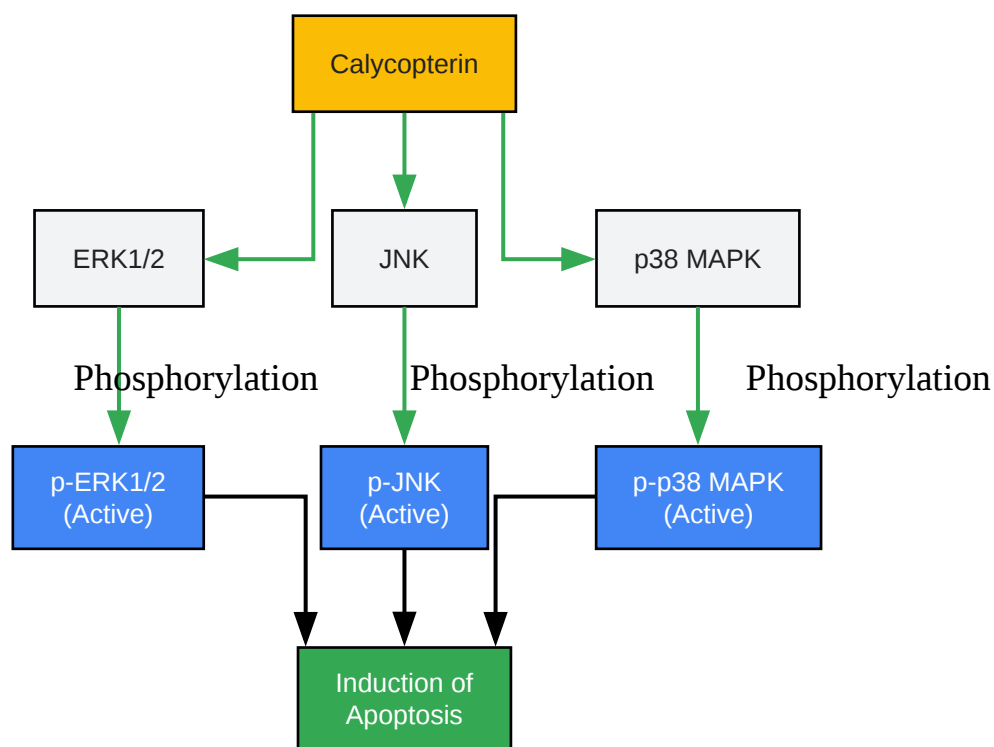 Calycopterin
ERK1/2
JNK
p38 MAPK
Phosphorylation
Phosphorylation
Phosphorylation
p-ERK1/2
(Active)
p-JNK
(Active)
p-p38 MAPK
(Active)
Induction of
Apoptosis